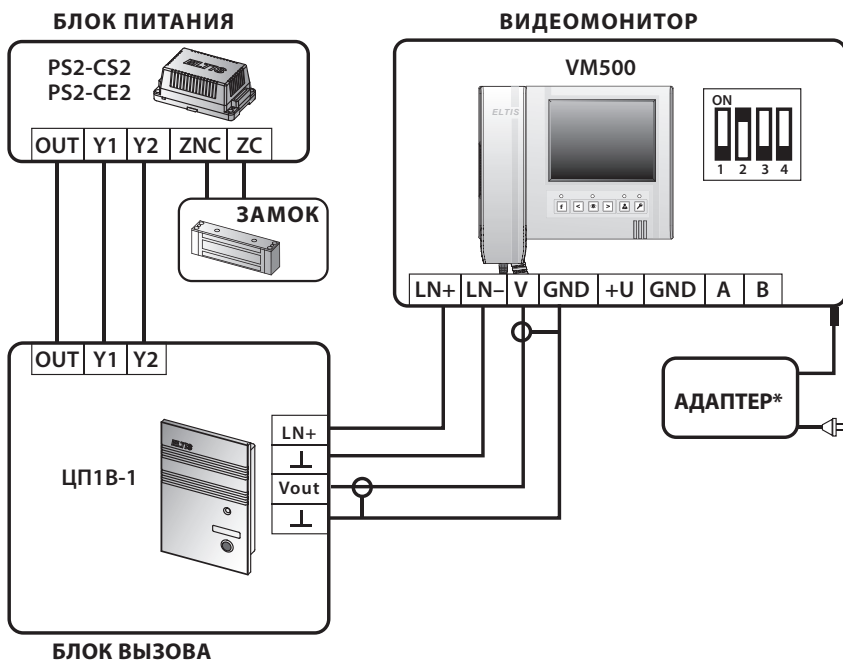 БЛОК ПИТАНИЯ
PS2-CS2
PS2-CE2
ELTIS
OUT Y1 Y2 ZNC ZC
ЗАМОК
ВИДЕОМОНИТОР
VM500
ELTIS
ON
1 2 3 4
LN+ LN– V GND +U GND A B
АДАПТЕР*
OUT Y1 Y2
ELTIS
ЦП1В-1
LN+
Vout
БЛОК ВЫЗОВА